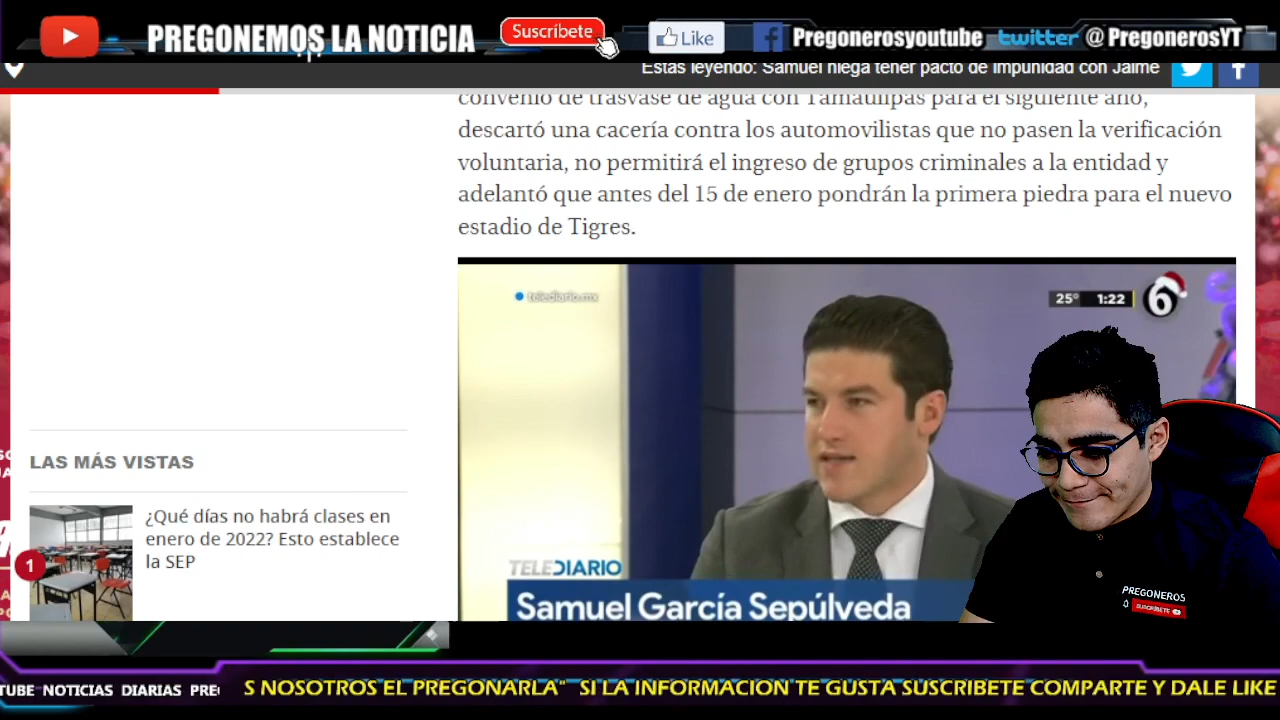 PREGONEMOS LA NOTICIA
Suscríbete
Like
Pregonerosyoutube
twitter
@PregonerosYT
Estás leyendo: Samuel niega tener pacto de impunidad con Jaime
convenio de trasvase de agua con Tamaulipas para el siguiente año,
descartó una cacería contra los automovilistas que no pasen la verificación
voluntaria, no permitirá el ingreso de grupos criminales a la entidad y
adelantó que antes del 15 de enero pondrán la primera piedra para el nuevo
estadio de Tigres.
telediario.mx
25° 1:22
6
LAS MÁS VISTAS
1
¿Qué días no habrá clases en
enero de 2022? Esto establece
la SEP
TELEDIARIO
Samuel García Sepúlveda
PREGONEROS
SUSCRÍBETE
TUBE NOTICIAS DIARIAS PRE
S NOSOTROS EL PREGONARLA" SI LA INFORMACION TE GUSTA SUSCRIBETE COMPARTE Y DALE LIKE